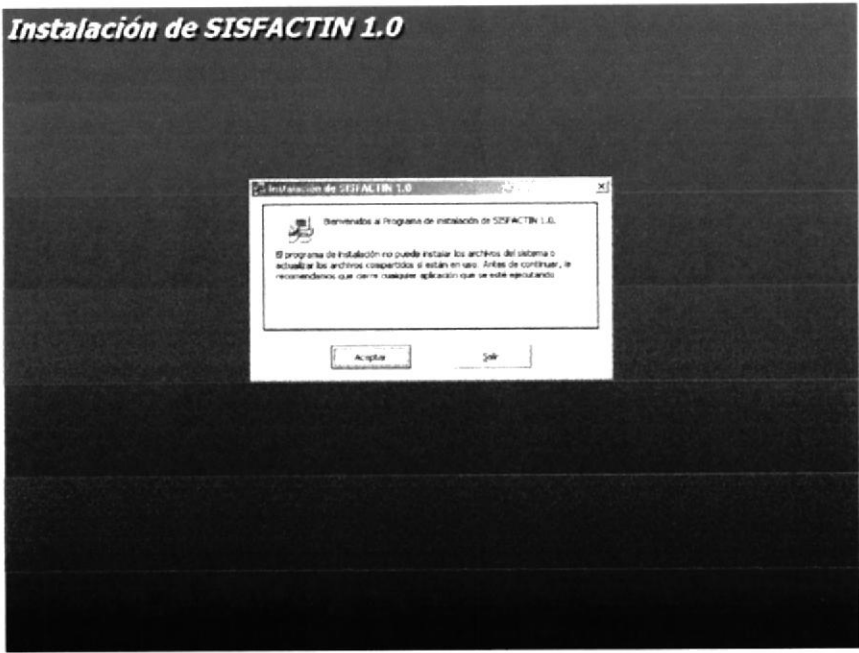 Instalación de SISFACTIN 1.0
Instalación de SISFACTIN 1.0
Bienvenidos al Programa de instalación de SISFACTIN 1.0.
El programa de instalación no puede instalar los archivos del sistema o
actualizar los archivos compartidos si están en uso. Antes de continuar, le
recomendamos que cierre cualquier aplicación que se esté ejecutando
Aceptar
Salir